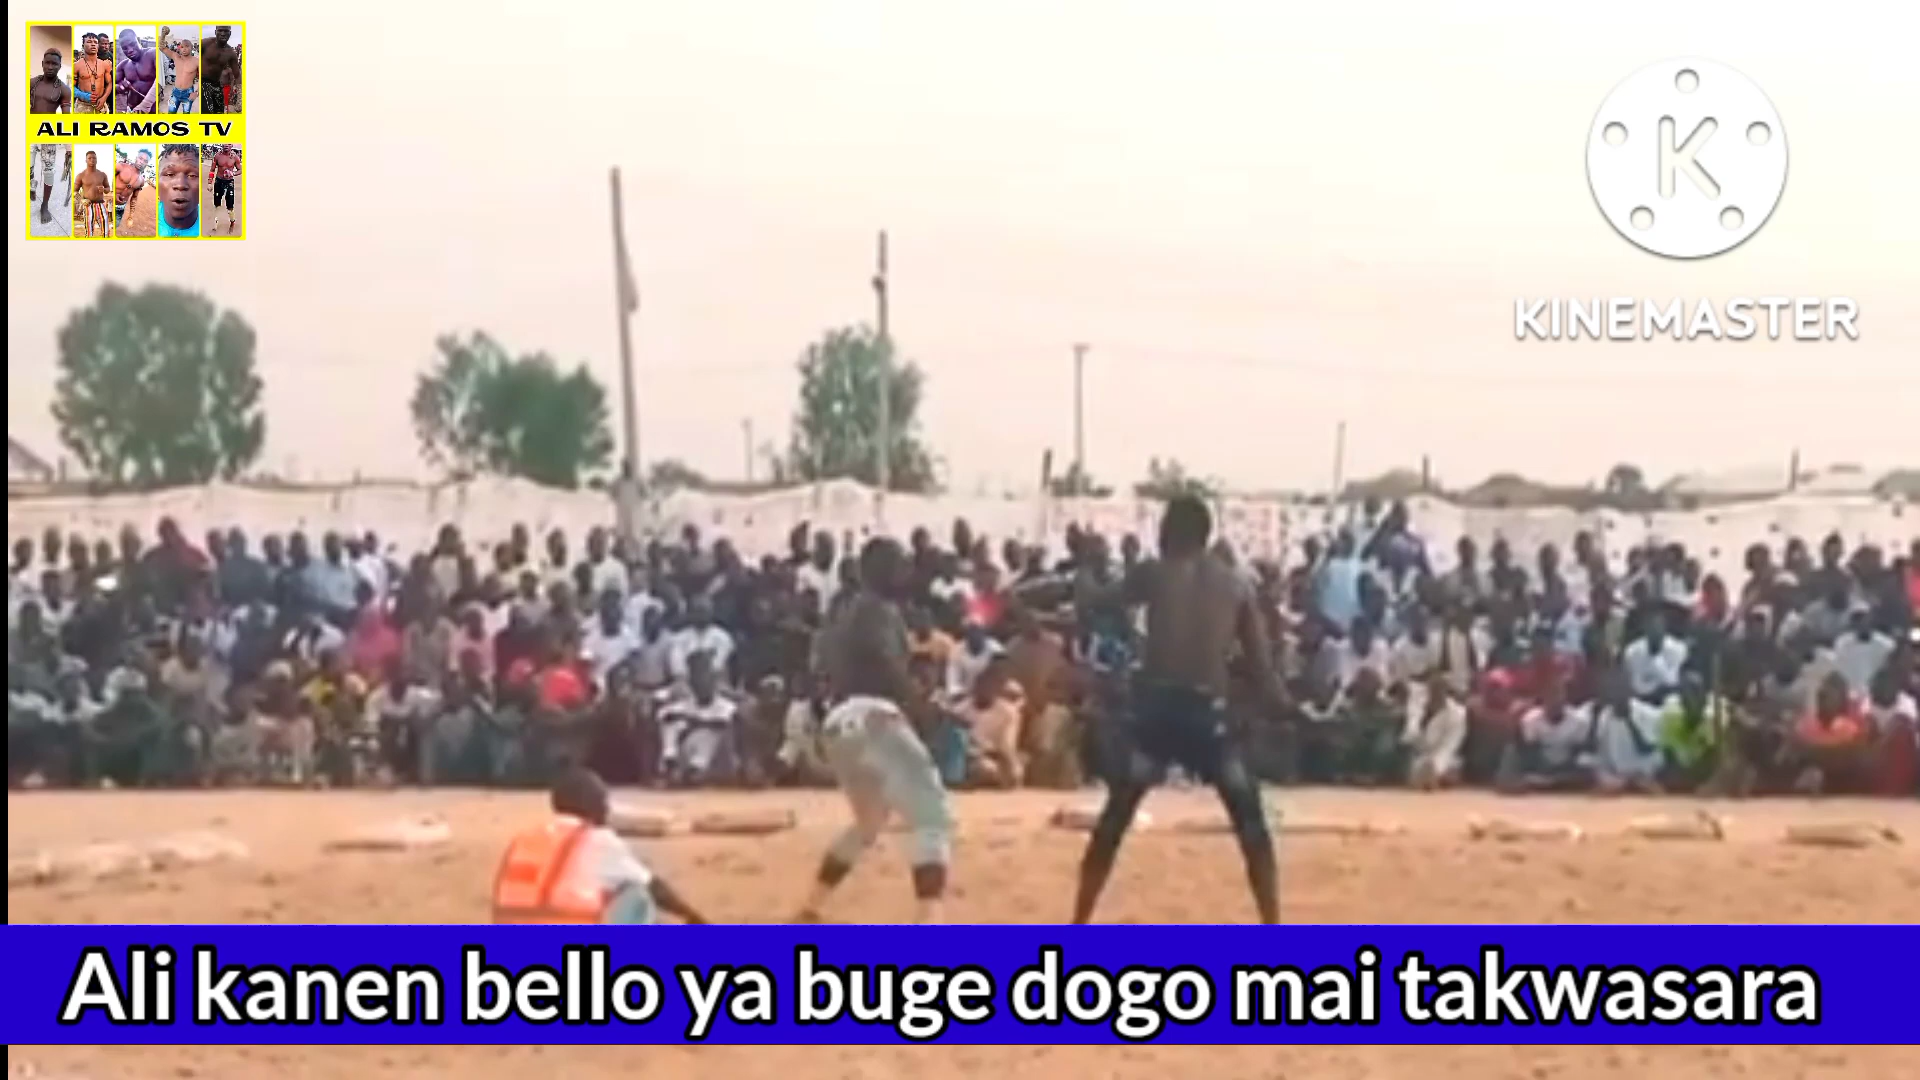 ALI RAMOS TV
K
KINEMASTER
Ali kanen bello ya buge dogo mai takwasara